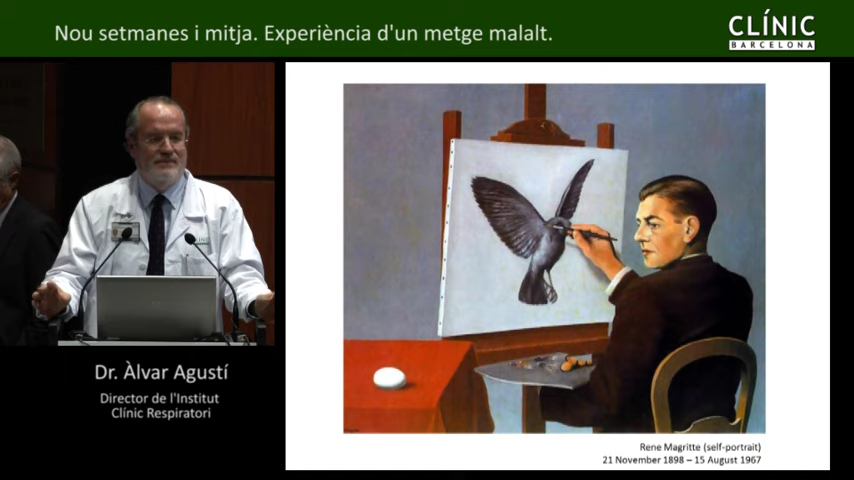 Nou setmanes i mitja. Experiència d'un metge malalt.
CLÍNIC
BARCELONA
Dr. Àlvar Agustí
Director de l'Institut
Clínic Respiratori
Rene Magritte (self-portrait)
21 November 1898 – 15 August 1967